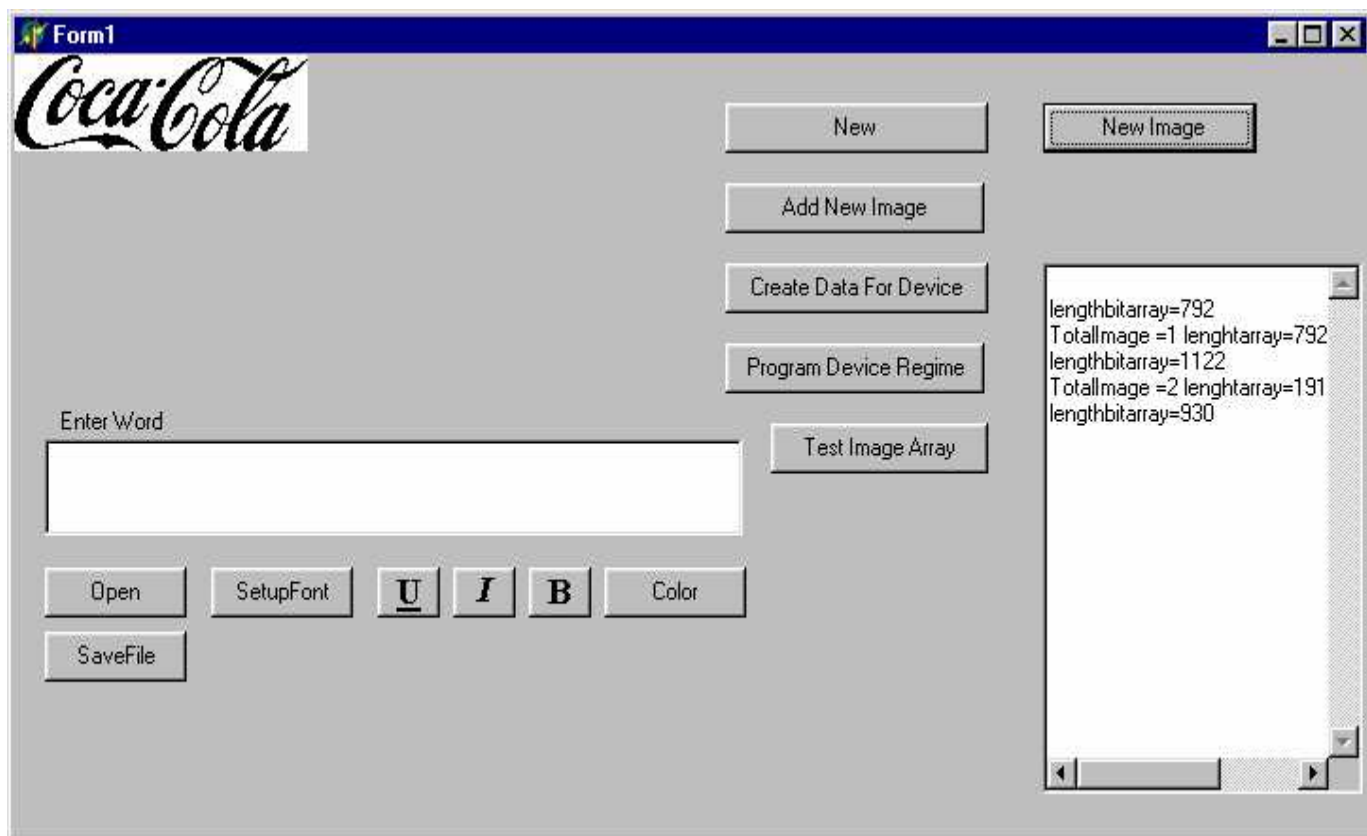 Form1
Coca-Cola
New
New Image
Add New Image
Create Data For Device
Program Device Regime
Test Image Array
lengthbitarray=792
TotalImage =1 lenghtarray=792
lengthbitarray=1122
TotalImage =2 lenghtarray=191
lengthbitarray=930
Enter Word
Open
SetupFont
U
I
B
Color
SaveFile